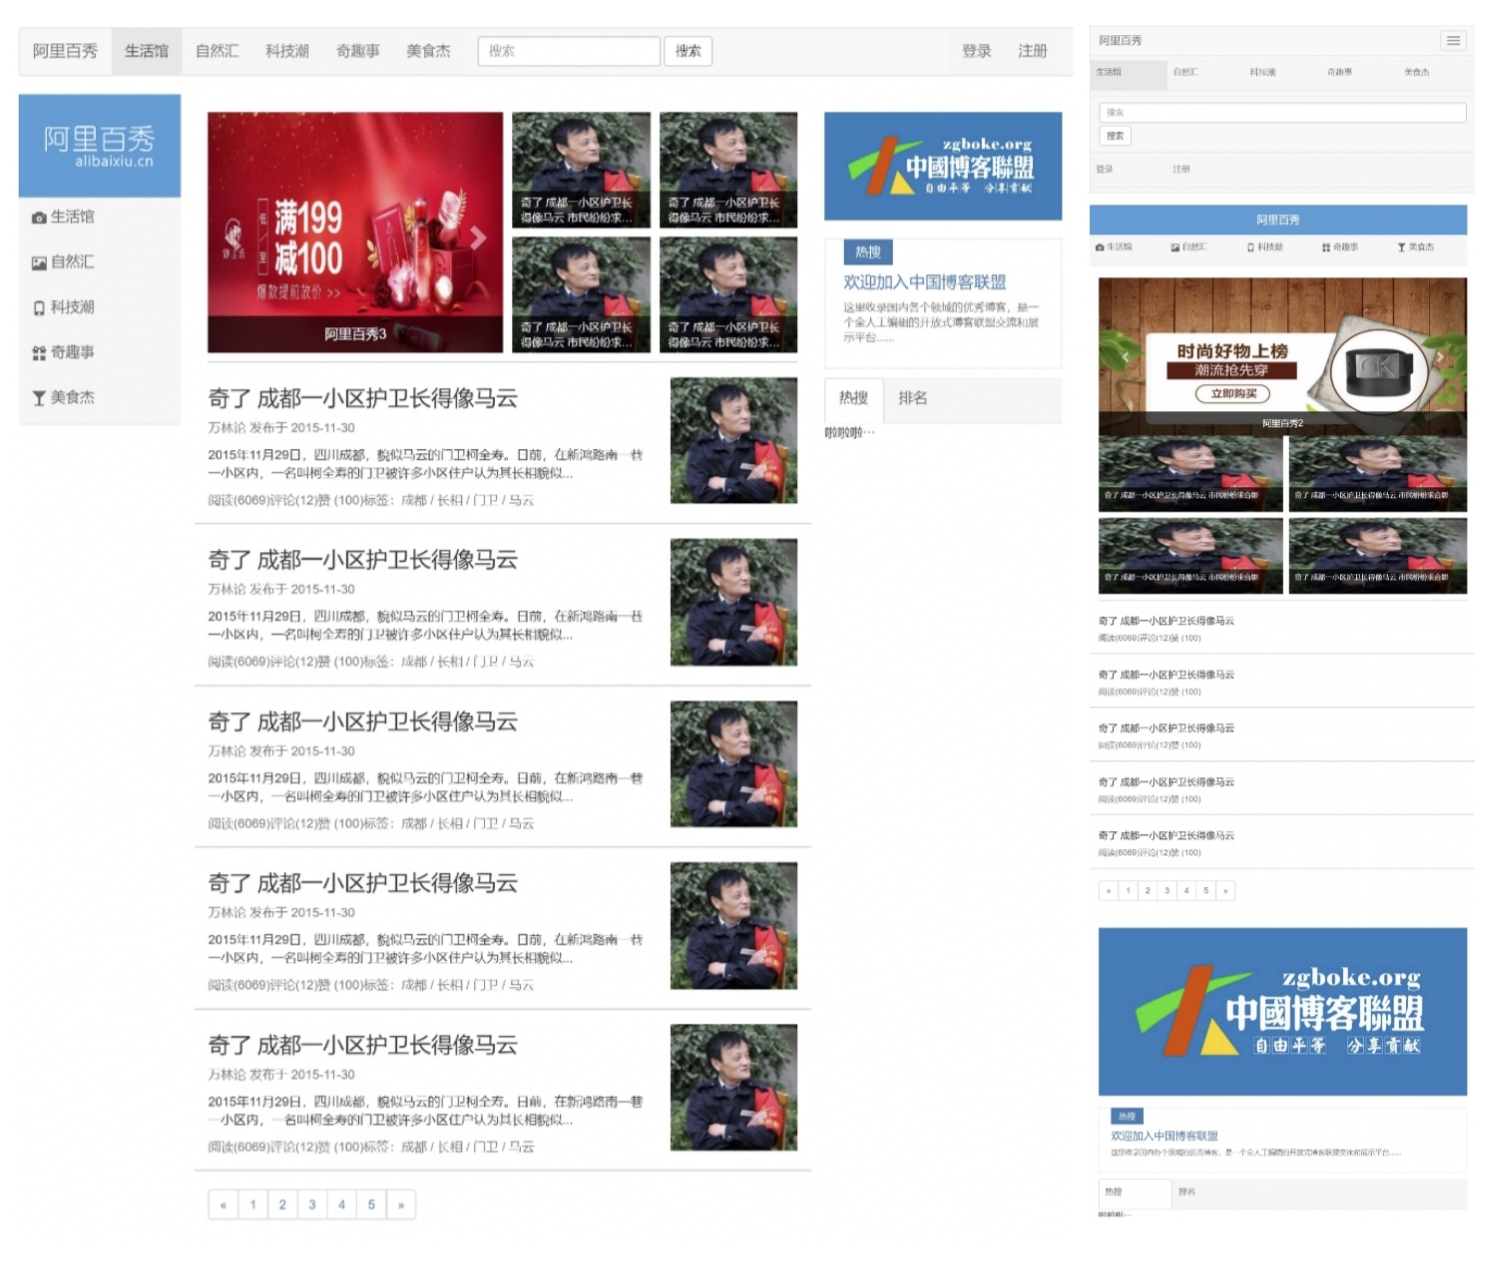 阿里百秀 生活馆 自然汇 科技潮 奇趣事 美食杰 搜索 搜索 登录 注册
阿里百秀
alibaixiu.cn
生活馆
自然汇
科技潮
奇趣事
美食杰
满199
减100
爆款提前放价 >>
阿里百秀3
奇了 成都一小区护卫长
得像马云 市民纷纷求...
奇了 成都一小区护卫长
得像马云 市民纷纷求...
奇了 成都一小区护卫长
得像马云 市民纷纷求...
奇了 成都一小区护卫长
得像马云 市民纷纷求...
奇了 成都一小区护卫长得像马云
万林论 发布于 2015-11-30
2015年11月29日，四川成都，貌似马云的门卫柯全寿。日前，在新鸿路南一巷
一小区内，一名叫柯全寿的门卫被许多小区住户认为其长相貌似...
阅读(6069)评论(12)赞 (100)标签：成都 / 长相 / 门卫 / 马云
奇了 成都一小区护卫长得像马云
万林论 发布于 2015-11-30
2015年11月29日，四川成都，貌似马云的门卫柯全寿。日前，在新鸿路南一巷
一小区内，一名叫柯全寿的门卫被许多小区住户认为其长相貌似...
阅读(6069)评论(12)赞 (100)标签：成都 / 长相 / 门卫 / 马云
奇了 成都一小区护卫长得像马云
万林论 发布于 2015-11-30
2015年11月29日，四川成都，貌似马云的门卫柯全寿。日前，在新鸿路南一巷
一小区内，一名叫柯全寿的门卫被许多小区住户认为其长相貌似...
阅读(6069)评论(12)赞 (100)标签：成都 / 长相 / 门卫 / 马云
奇了 成都一小区护卫长得像马云
万林论 发布于 2015-11-30
2015年11月29日，四川成都，貌似马云的门卫柯全寿。日前，在新鸿路南一巷
一小区内，一名叫柯全寿的门卫被许多小区住户认为其长相貌似...
阅读(6069)评论(12)赞 (100)标签：成都 / 长相 / 门卫 / 马云
奇了 成都一小区护卫长得像马云
万林论 发布于 2015-11-30
2015年11月29日，四川成都，貌似马云的门卫柯全寿。日前，在新鸿路南一巷
一小区内，一名叫柯全寿的门卫被许多小区住户认为其长相貌似...
阅读(6069)评论(12)赞 (100)标签：成都 / 长相 / 门卫 / 马云
« 1 2 3 4 5 »
zgboke.org
中國博客聯盟
自由平等 分享貢献
热搜
欢迎加入中国博客联盟
这里收录国内各个领域的优秀博客，是一
个全人工编辑的开放式博客联盟交流和展
示平台......
热搜 排名
啦啦啦···
阿里百秀
生活馆 自然汇 科技潮 奇趣事 美食杰
搜索
搜索
登录 注册
阿里百秀
生活馆 自然汇 科技潮 奇趣事 美食杰
时尚好物上榜
潮流抢先穿
立即购买
CK
阿里百秀2
奇了 成都一小区护卫长得像马云 市民纷纷求合影
奇了 成都一小区护卫长得像马云 市民纷纷求合影
奇了 成都一小区护卫长得像马云 市民纷纷求合影
奇了 成都一小区护卫长得像马云 市民纷纷求合影
奇了 成都一小区护卫长得像马云
阅读(6069)评论(12)赞 (100)
奇了 成都一小区护卫长得像马云
阅读(6069)评论(12)赞 (100)
奇了 成都一小区护卫长得像马云
阅读(6069)评论(12)赞 (100)
奇了 成都一小区护卫长得像马云
阅读(6069)评论(12)赞 (100)
奇了 成都一小区护卫长得像马云
阅读(6069)评论(12)赞 (100)
« 1 2 3 4 5 »
zgboke.org
中國博客聯盟
自由平等 分享貢献
热搜
欢迎加入中国博客联盟
这里收录国内各个领域的优秀博客，是一个全人工编辑的开放式博客联盟交流和展示平台......
热搜 排名
啦啦啦···